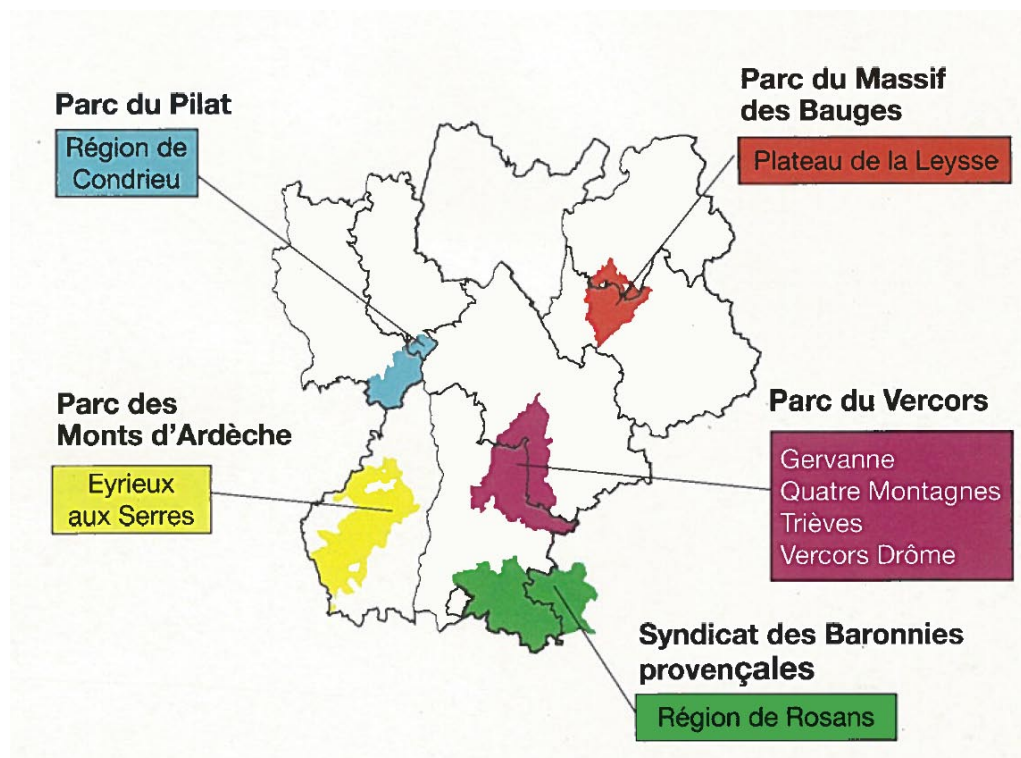 Parc du Pilat
Région de
Condrieu
Parc du Massif
des Bauges
Plateau de la Leysse
Parc des
Monts d'Ardèche
Eyrieux
aux Serres
Parc du Vercors
Gervanne
Quatre Montagnes
Trièves
Vercors Drôme
Syndicat des Baronnies
provençales
Région de Rosans